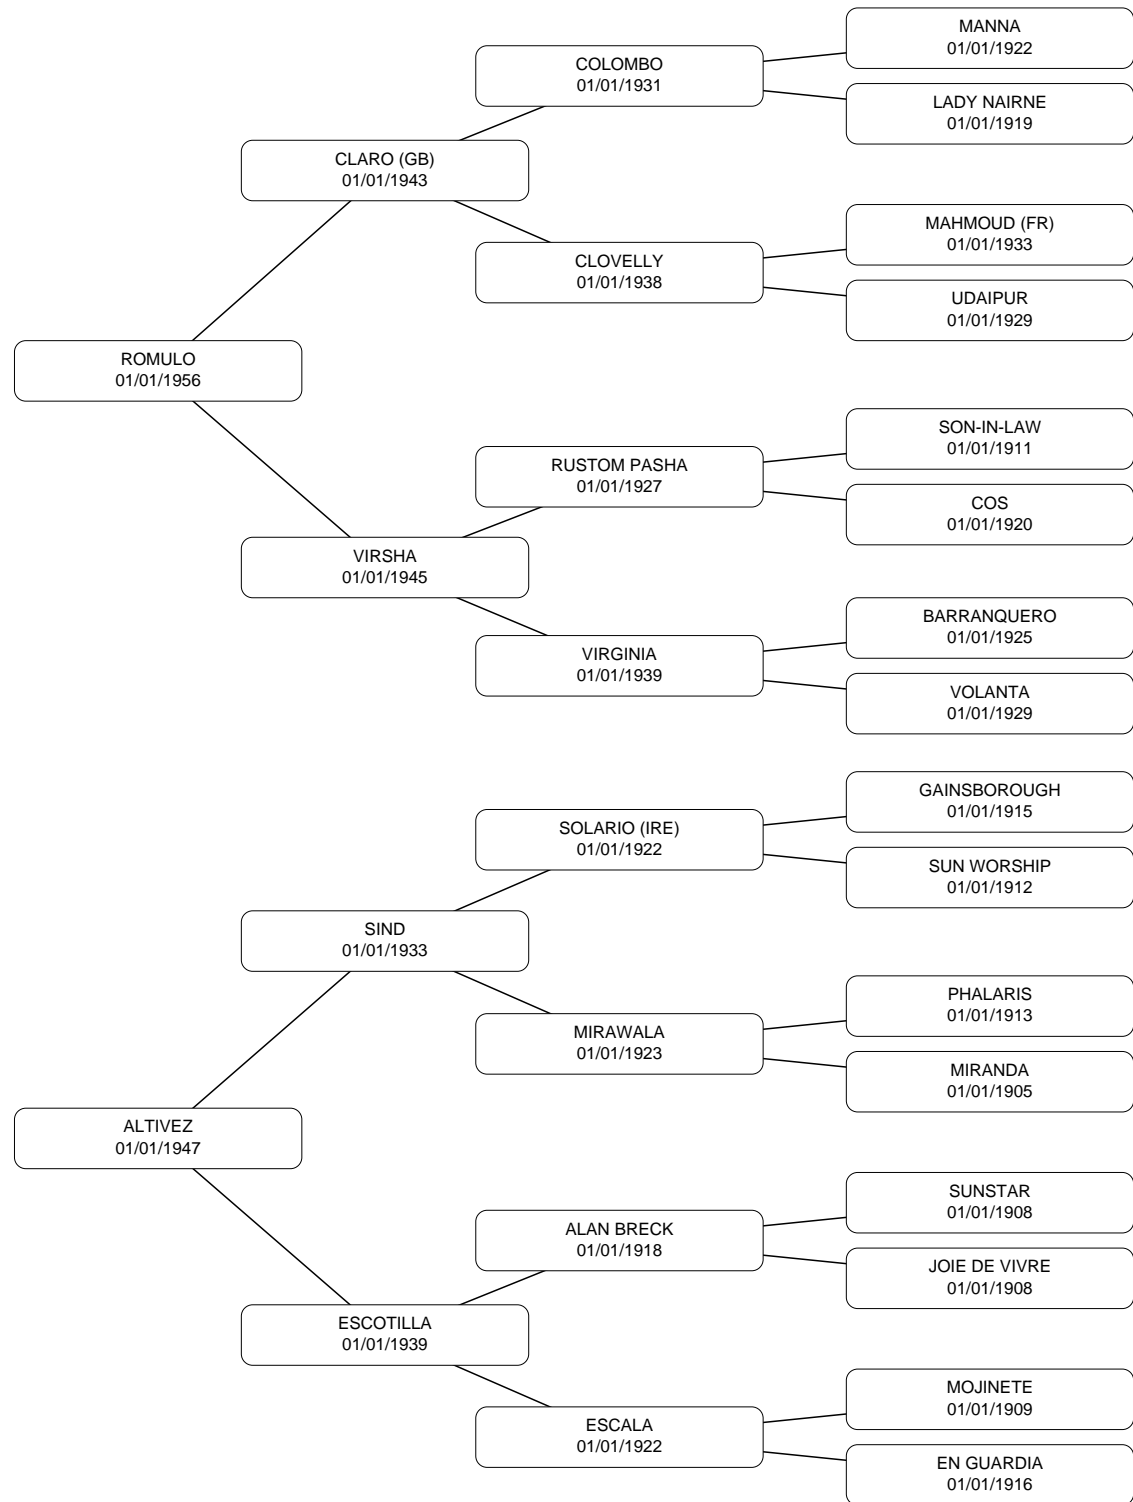 MANNA
01/01/1922
COLOMBO
01/01/1931
LADY NAIRNE
01/01/1919
CLARO (GB)
01/01/1943
MAHMOUD (FR)
01/01/1933
CLOVELLY
01/01/1938
UDAIPUR
01/01/1929
ROMULO
01/01/1956
SON-IN-LAW
01/01/1911
RUSTOM PASHA
01/01/1927
COS
01/01/1920
VIRSHA
01/01/1945
BARRANQUERO
01/01/1925
VIRGINIA
01/01/1939
VOLANTA
01/01/1929
GAINSBOROUGH
01/01/1915
SOLARIO (IRE)
01/01/1922
SUN WORSHIP
01/01/1912
SIND
01/01/1933
PHALARIS
01/01/1913
MIRAWALA
01/01/1923
MIRANDA
01/01/1905
ALTIVEZ
01/01/1947
SUNSTAR
01/01/1908
ALAN BRECK
01/01/1918
JOIE DE VIVRE
01/01/1908
ESCOTILLA
01/01/1939
MOJINETE
01/01/1909
ESCALA
01/01/1922
EN GUARDIA
01/01/1916